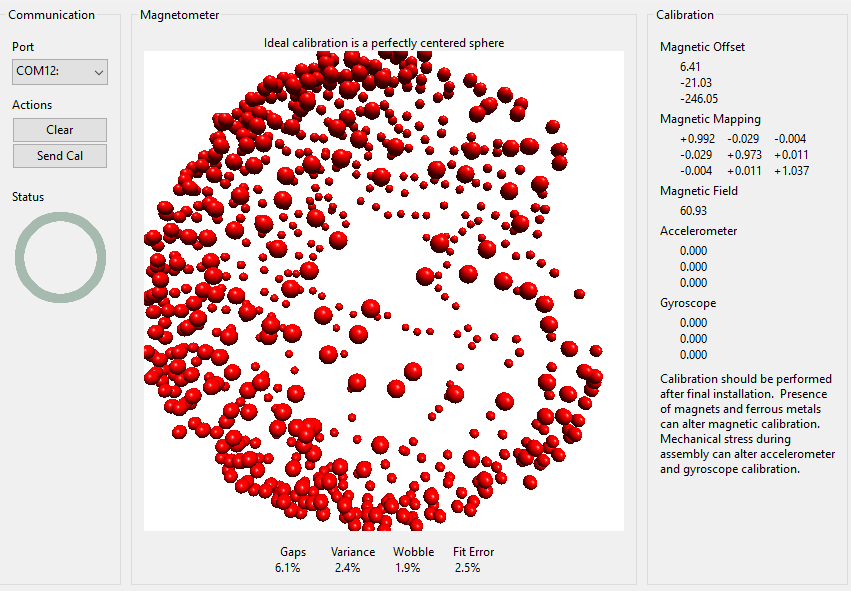 Communication
Port
COM12:
Actions
Clear
Send Cal
Status
Magnetometer
Ideal calibration is a perfectly centered sphere
Gaps Variance Wobble Fit Error
6.1% 2.4% 1.9% 2.5%
Calibration
Magnetic Offset
6.41
-21.03
-246.05
Magnetic Mapping
+0.992 -0.029 -0.004
-0.029 +0.973 +0.011
-0.004 +0.011 +1.037
Magnetic Field
60.93
Accelerometer
0.000
0.000
0.000
Gyroscope
0.000
0.000
0.000
Calibration should be performed
after final installation. Presence
of magnets and ferrous metals
can alter magnetic calibration.
Mechanical stress during
assembly can alter accelerometer
and gyroscope calibration.